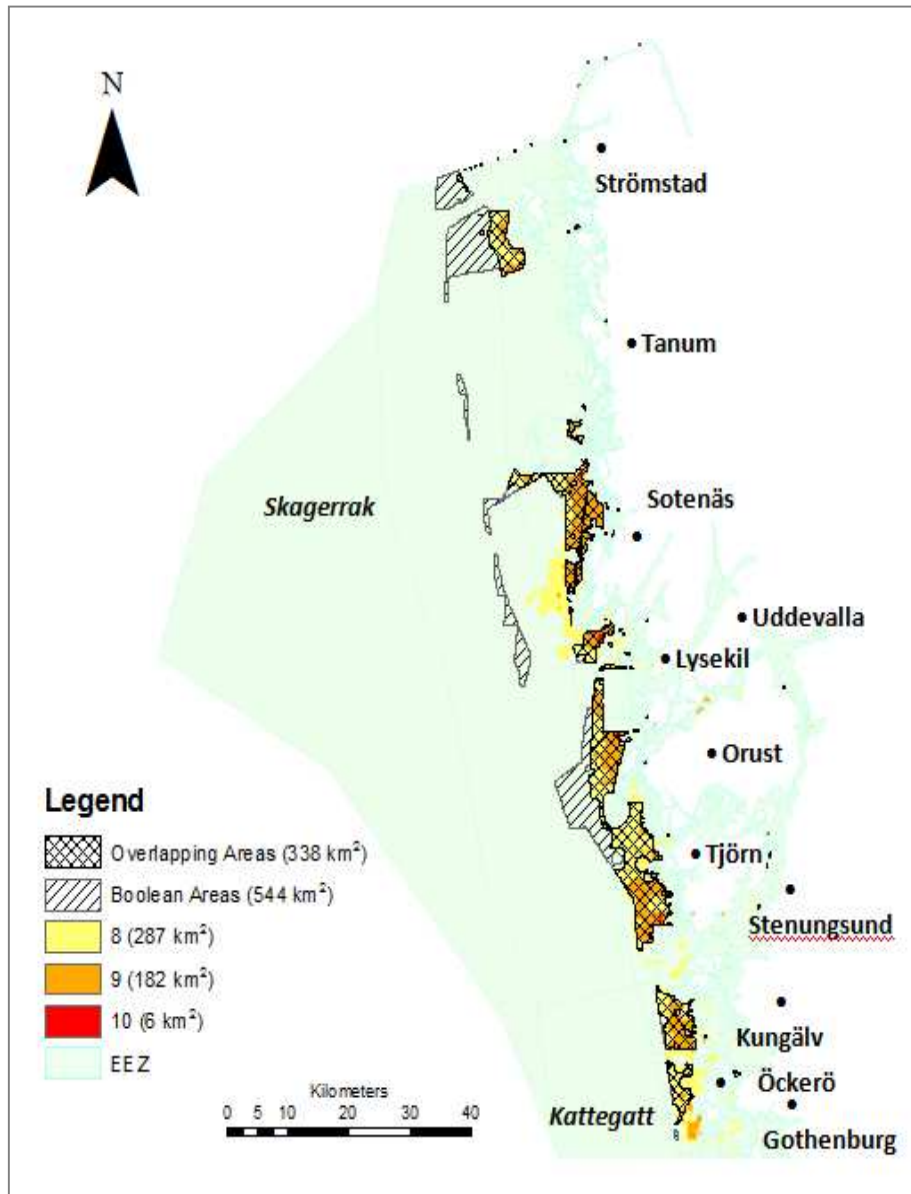 N
Strömstad
Tanum
Skagerrak
Sotenäs
Uddevalla
Lysekil
Orust
Legend
Overlapping Areas (338 km²)
Tjörn
Boolean Areas (544 km²)
Stenungsund
8 (287 km²)
9 (182 km²)
10 (6 km²)
Kungälv
EEZ
Kilometers
Öckerö
0 5 10 20 30 40
Kattegatt
Gothenburg